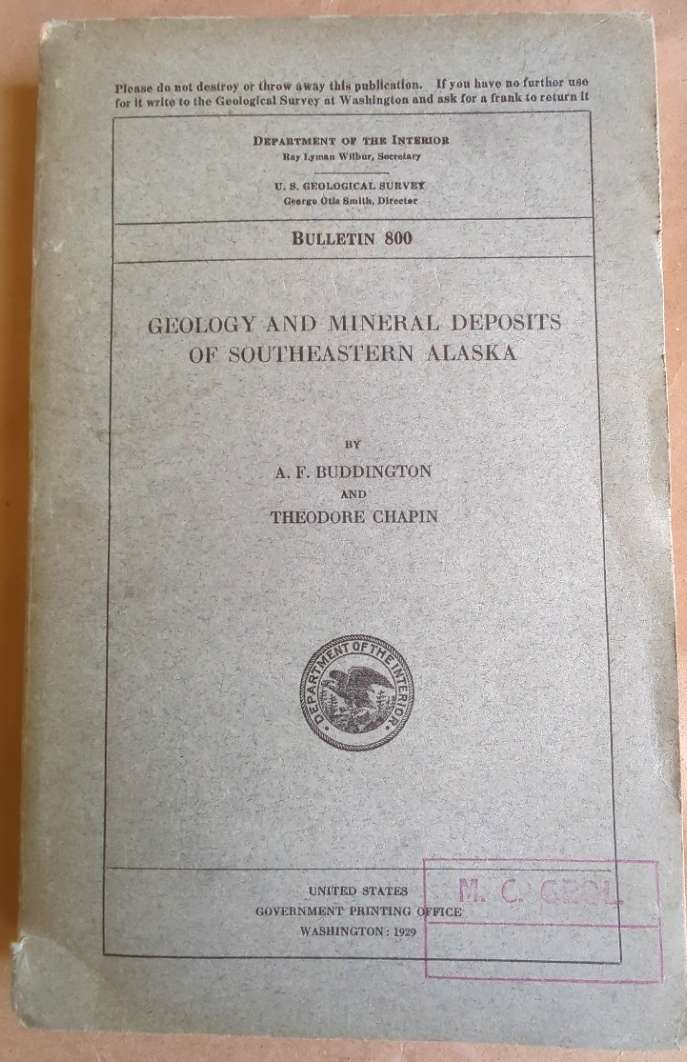 Please do not destroy or throw away this publication. If you have no further use
for it write to the Geological Survey at Washington and ask for a frank to return it
DEPARTMENT OF THE INTERIOR
Ray Lyman Wilbur, Secretary
U. S. GEOLOGICAL SURVEY
George Otis Smith, Director
BULLETIN 800
GEOLOGY AND MINERAL DEPOSITS
OF SOUTHEASTERN ALASKA
BY
A. F. BUDDINGTON
AND
THEODORE CHAPIN
DEPARTMENT OF THE INTERIOR
UNITED STATES
GOVERNMENT PRINTING OFFICE
WASHINGTON : 1929
M. C. GEOL